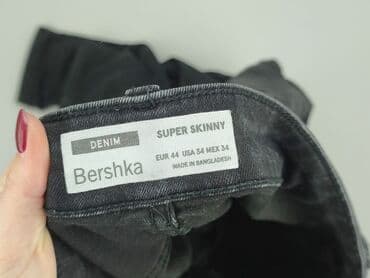 DENIM
SUPER SKINNY
Bershka
EUR 44 USA 34 MEX 34
MADE IN BANGLADESH